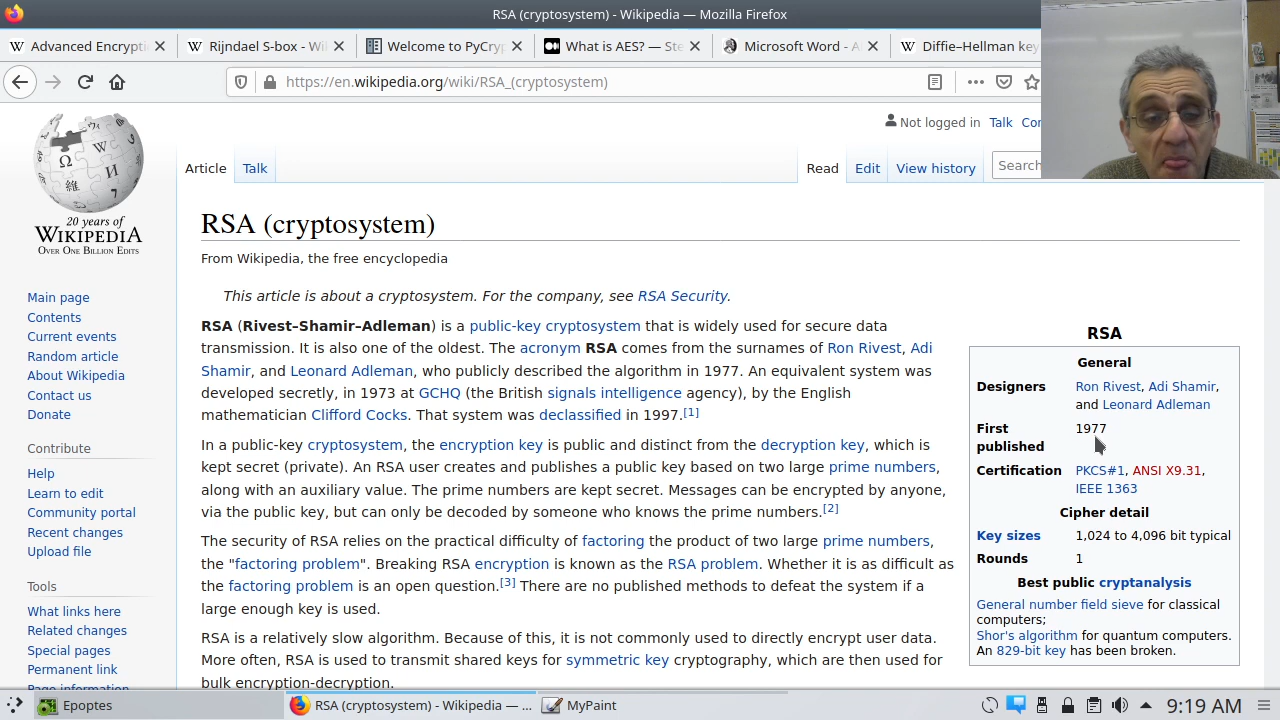 RSA (cryptosystem) - Wikipedia — Mozilla Firefox
Advanced Encrypti
Rijndael S-box - Wi
Welcome to PyCryp
What is AES? — Ste
Microsoft Word - A
Diffie–Hellman key
https://en.wikipedia.org/wiki/RSA_(cryptosystem)
Not logged in Talk Cor
Article Talk Read Edit View history Search
20 years of
WIKIPEDIA
OVER ONE BILLION EDITS
Main page
Contents
Current events
Random article
About Wikipedia
Contact us
Donate
Contribute
Help
Learn to edit
Community portal
Recent changes
Upload file
Tools
What links here
Related changes
Special pages
Permanent link
Page information
RSA (cryptosystem)
From Wikipedia, the free encyclopedia
This article is about a cryptosystem. For the company, see RSA Security.
RSA (Rivest–Shamir–Adleman) is a public-key cryptosystem that is widely used for secure data
transmission. It is also one of the oldest. The acronym RSA comes from the surnames of Ron Rivest, Adi
Shamir, and Leonard Adleman, who publicly described the algorithm in 1977. An equivalent system was
developed secretly, in 1973 at GCHQ (the British signals intelligence agency), by the English
mathematician Clifford Cocks. That system was declassified in 1997.[1]
In a public-key cryptosystem, the encryption key is public and distinct from the decryption key, which is
kept secret (private). An RSA user creates and publishes a public key based on two large prime numbers,
along with an auxiliary value. The prime numbers are kept secret. Messages can be encrypted by anyone,
via the public key, but can only be decoded by someone who knows the prime numbers.[2]
The security of RSA relies on the practical difficulty of factoring the product of two large prime numbers,
the "factoring problem". Breaking RSA encryption is known as the RSA problem. Whether it is as difficult as
the factoring problem is an open question.[3] There are no published methods to defeat the system if a
large enough key is used.
RSA is a relatively slow algorithm. Because of this, it is not commonly used to directly encrypt user data.
More often, RSA is used to transmit shared keys for symmetric key cryptography, which are then used for
bulk encryption-decryption.
RSA
General
Designers Ron Rivest, Adi Shamir,
and Leonard Adleman
First 1977
published
Certification PKCS#1, ANSI X9.31,
IEEE 1363
Cipher detail
Key sizes 1,024 to 4,096 bit typical
Rounds 1
Best public cryptanalysis
General number field sieve for classical
computers;
Shor's algorithm for quantum computers.
An 829-bit key has been broken.
Epoptes
RSA (cryptosystem) - Wikipedia — ...
MyPaint
9:19 AM